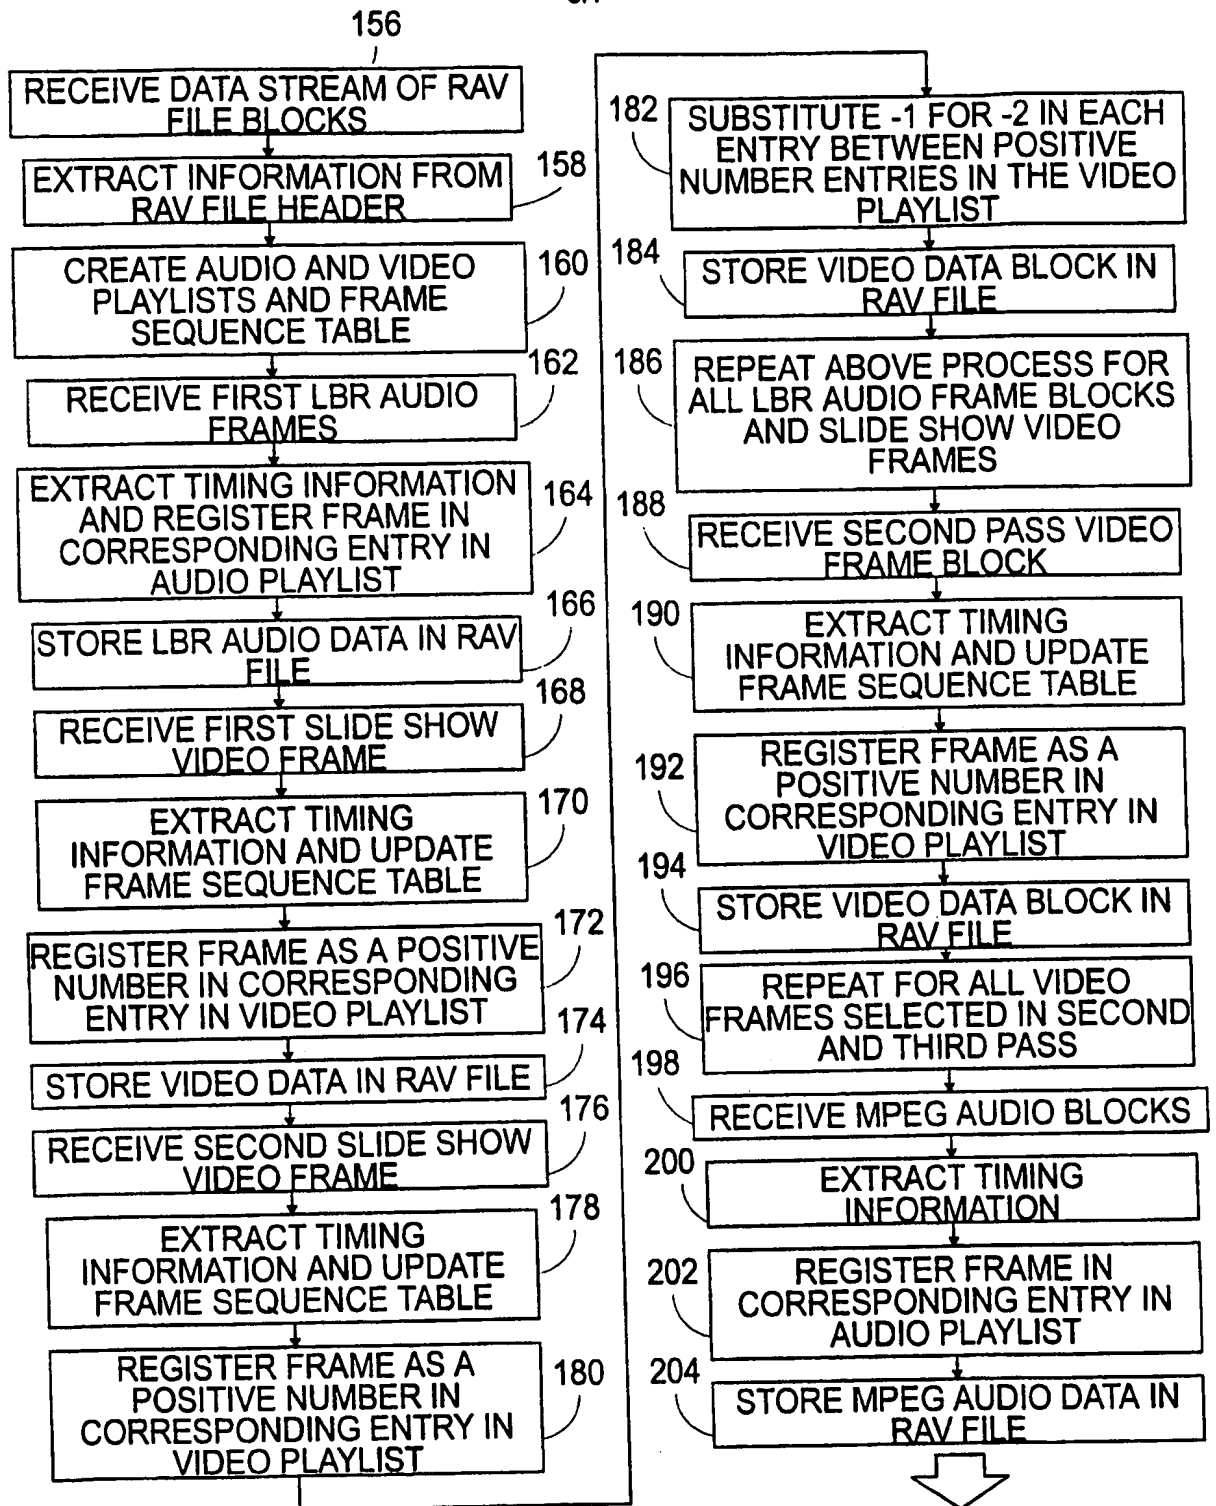 156
RECEIVE DATA STREAM OF RAV
FILE BLOCKS
EXTRACT INFORMATION FROM
RAV FILE HEADER
158
CREATE AUDIO AND VIDEO
PLAYLISTS AND FRAME
SEQUENCE TABLE
160
RECEIVE FIRST LBR AUDIO
FRAMES
162
EXTRACT TIMING INFORMATION
AND REGISTER FRAME IN
CORRESPONDING ENTRY IN
AUDIO PLAYLIST
164
STORE LBR AUDIO DATA IN RAV
FILE
166
RECEIVE FIRST SLIDE SHOW
VIDEO FRAME
168
EXTRACT TIMING
INFORMATION AND UPDATE
FRAME SEQUENCE TABLE
170
REGISTER FRAME AS A POSITIVE
NUMBER IN CORRESPONDING
ENTRY IN VIDEO PLAYLIST
172
STORE VIDEO DATA IN RAV FILE
174
RECEIVE SECOND SLIDE SHOW
VIDEO FRAME
176
EXTRACT TIMING
INFORMATION AND UPDATE
FRAME SEQUENCE TABLE
178
REGISTER FRAME AS A
POSITIVE NUMBER IN
CORRESPONDING ENTRY IN
VIDEO PLAYLIST
180
182
SUBSTITUTE -1 FOR -2 IN EACH
ENTRY BETWEEN POSITIVE
NUMBER ENTRIES IN THE VIDEO
PLAYLIST
184
STORE VIDEO DATA BLOCK IN
RAV FILE
186
REPEAT ABOVE PROCESS FOR
ALL LBR AUDIO FRAME BLOCKS
AND SLIDE SHOW VIDEO
FRAMES
188
RECEIVE SECOND PASS VIDEO
FRAME BLOCK
190
EXTRACT TIMING
INFORMATION AND UPDATE
FRAME SEQUENCE TABLE
192
REGISTER FRAME AS A
POSITIVE NUMBER IN
CORRESPONDING ENTRY IN
VIDEO PLAYLIST
194
STORE VIDEO DATA BLOCK IN
RAV FILE
196
REPEAT FOR ALL VIDEO
FRAMES SELECTED IN SECOND
AND THIRD PASS
198
RECEIVE MPEG AUDIO BLOCKS
200
EXTRACT TIMING
INFORMATION
202
REGISTER FRAME IN
CORRESPONDING ENTRY IN
AUDIO PLAYLIST
204
STORE MPEG AUDIO DATA IN
RAV FILE